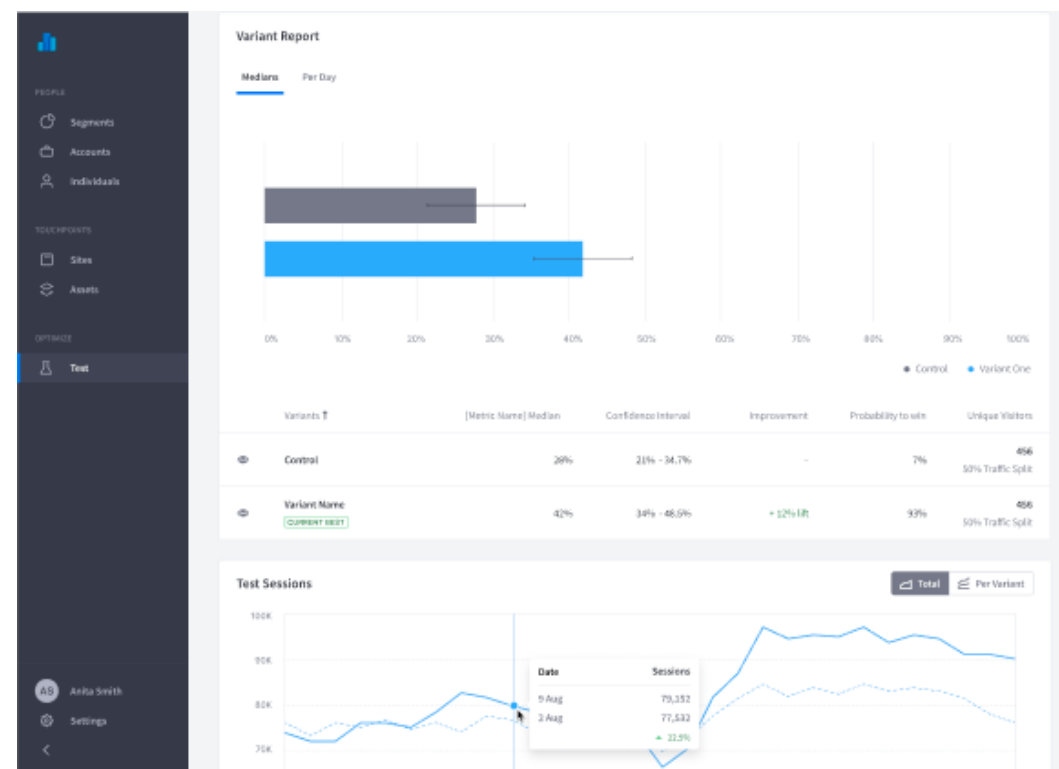 Variant Report
Medians Per Day
PEOPLE
Segments
Accounts
Individuals
TOUCHPOINTS
Sites
Assets
OPTIMIZE
Test
0% 10% 20% 30% 40% 50% 60% 70% 80% 90% 100%
Control Variant One
Variants ↑ [Metric Name] Median Confidence Interval Improvement Probability to win Unique Visitors
Control 28% 21% - 34.7% - 7% 456
50% Traffic Split
Variant Name 42% 34% - 48.5% + 12% lift 93% 456
CURRENT BEST 50% Traffic Split
Test Sessions Total Per Variant
100K
90K
80K
70K
Date Sessions
9 Aug 79,352
2 Aug 77,532
22.5%
AS Anita Smith
Settings